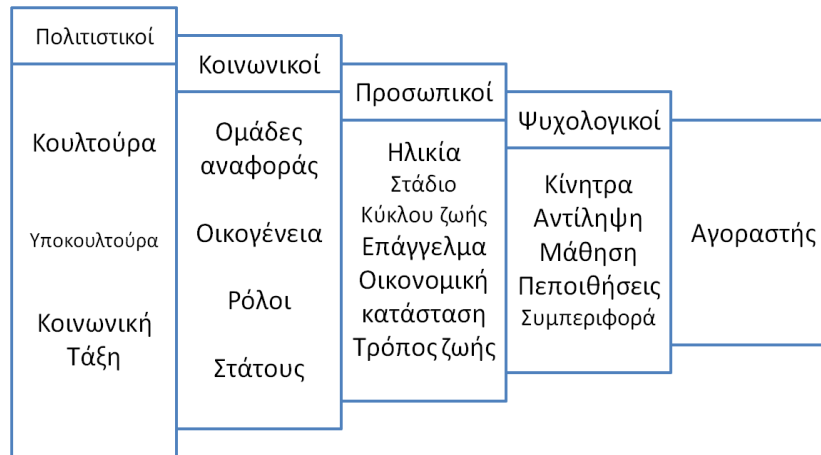 Πολιτιστικοί
Κουλτούρα
Υποκουλτούρα
Κοινωνική
Τάξη
Κοινωνικοί
Ομάδες
αναφοράς
Οικογένεια
Ρόλοι
Στάτους
Προσωπικοί
Ηλικία
Στάδιο
Κύκλου ζωής
Επάγγελμα
Οικονομική
κατάσταση
Τρόπος ζωής
Ψυχολογικοί
Κίνητρα
Αντίληψη
Μάθηση
Πεποιθήσεις
Συμπεριφορά
Αγοραστής